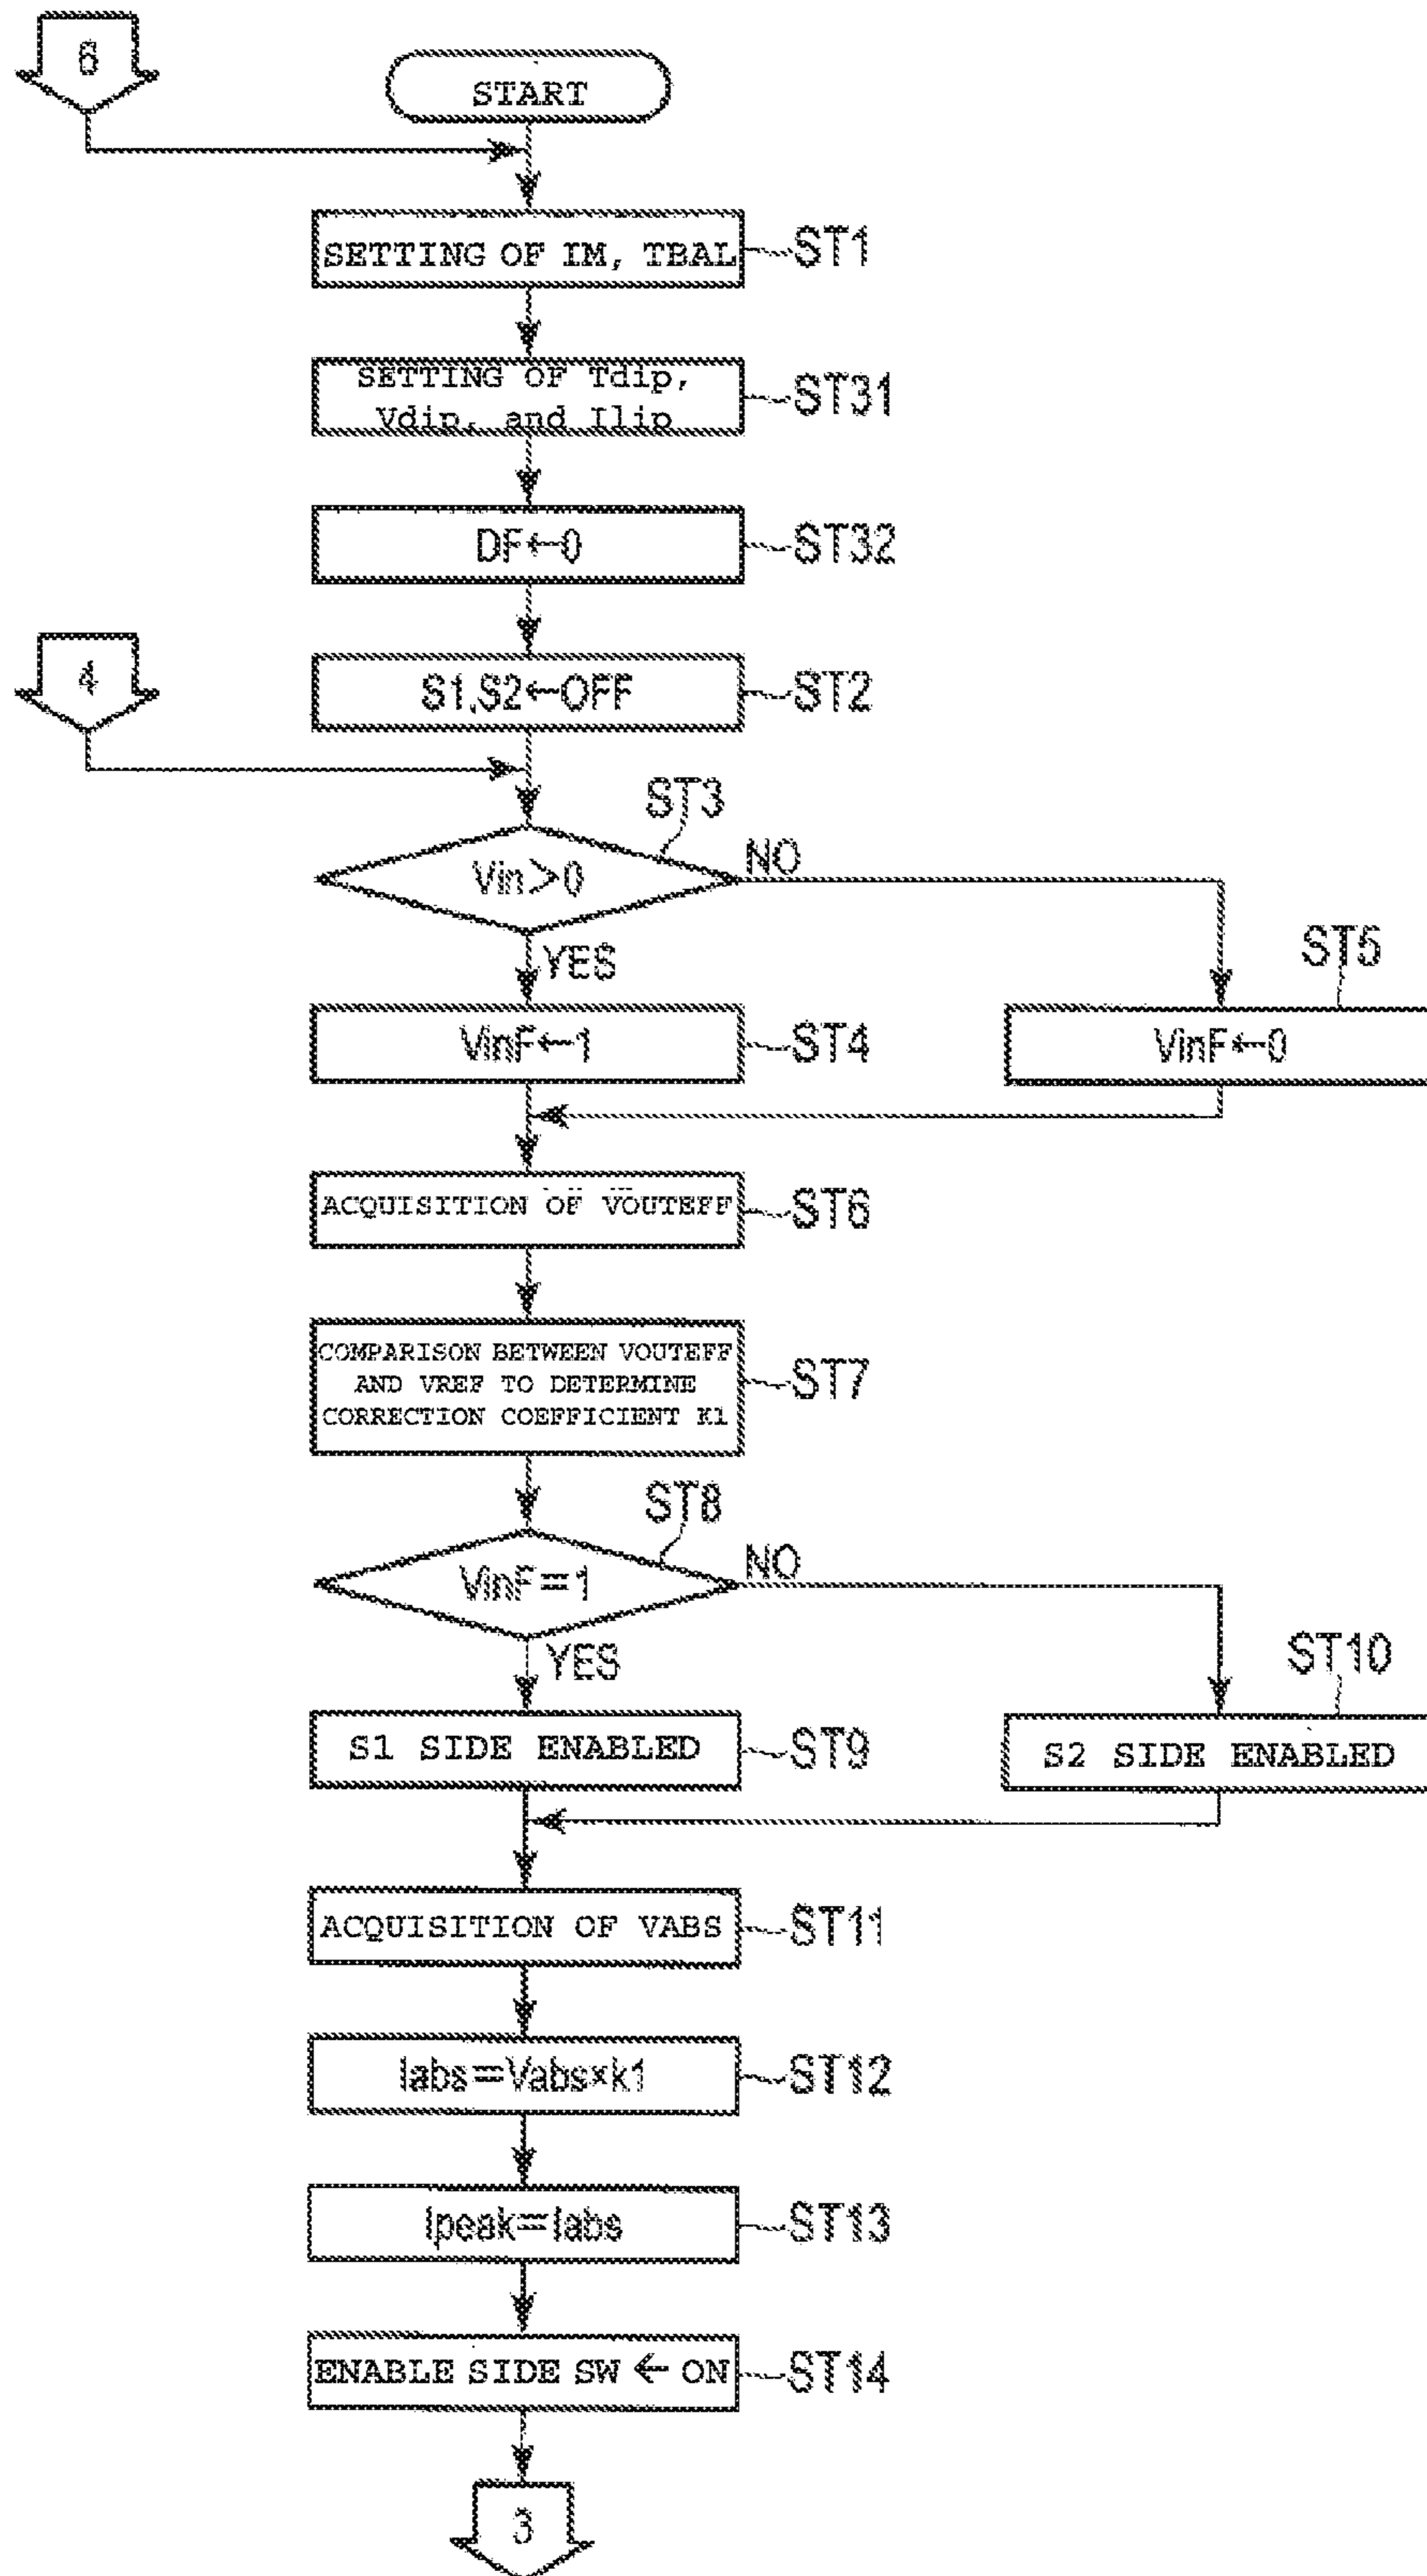 6
START
SETTING OF IM, TBAL
ST1
SETTING OF Tdip,
Vdip, and Ilip
ST31
DF←0
ST32
4
S1,S2←OFF
ST2
ST3
Vin>0
NO
YES
ST5
VinF←1
ST4
VinF←0
ACQUISITION OF VOUTEFF
ST6
COMPARISON BETWEEN VOUTEFF
AND VREF TO DETERMINE
CORRECTION COEFFICIENT K1
ST7
ST8
VinF=1
NO
YES
ST10
S1 SIDE ENABLED
ST9
S2 SIDE ENABLED
ACQUISITION OF VABS
ST11
Iabs=Vabs×k1
ST12
Ipeak=Iabs
ST13
ENABLE SIDE SW ← ON
ST14
3